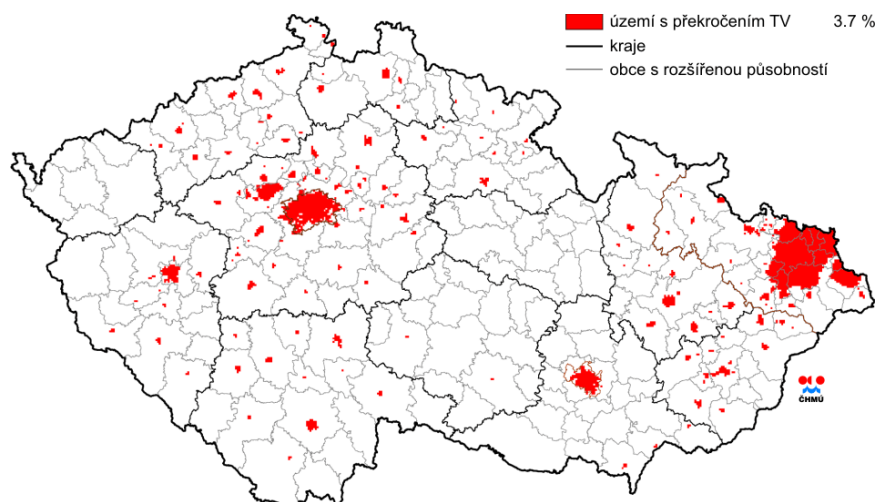 území s překročením TV 3.7 %
kraje
obce s rozšířenou působností
ČHMÚ